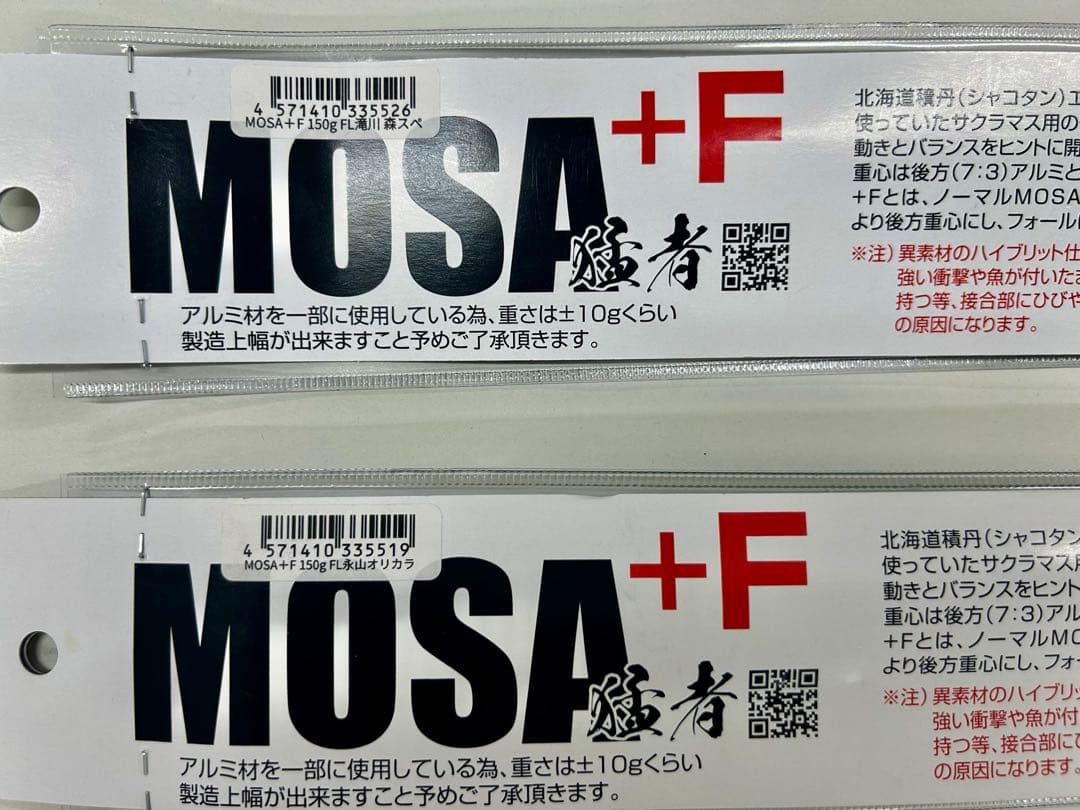 4 571410 335526
MOSA+F 150g FL滝川 森スペ
MOSA+F
猛者
アルミ材を一部に使用している為、重さは±10gくらい
製造上幅が出来ますこと予めご了承頂きます。
北海道積丹(シャコタン)エ
使っていたサクラマス用の
動きとバランスをヒントに開
重心は後方(7:3)アルミと
+Fとは、ノーマルMOSA
より後方重心にし、フォール
※注)異素材のハイブリット仕
強い衝撃や魚が付いたま
持つ等、接合部にひびや
の原因になります。
4 571410 335519
MOSA+F 150g FL永山オリカラ
MOSA+F
猛者
アルミ材を一部に使用している為、重さは±10gくらい
製造上幅が出来ますこと予めご了承頂きます。
北海道積丹(シャコタン
使っていたサクラマス用
動きとバランスをヒント
重心は後方(7:3)アル
+Fとは、ノーマルMO
より後方重心にし、フォー
※注)異素材のハイブリッ
強い衝撃や魚が付
持つ等、接合部にひ
の原因になります。